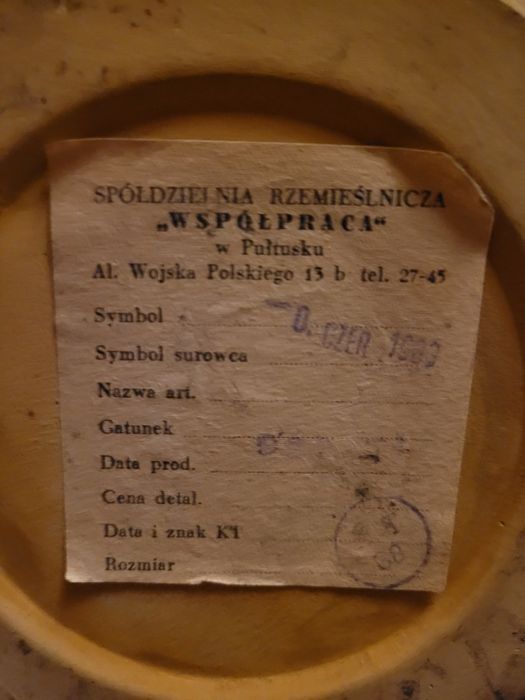 SPÓŁDZIELNIA RZEMIEŚLNICZA
„WSPÓŁPRACA“
w Pułtusku
Al. Wojska Polskiego 13 b tel. 27-45
Symbol
CZER
Symbol surowca
Nazwa art.
Gatunek
Data prod.
Cena detal.
Data i znak KT
Rozmiar